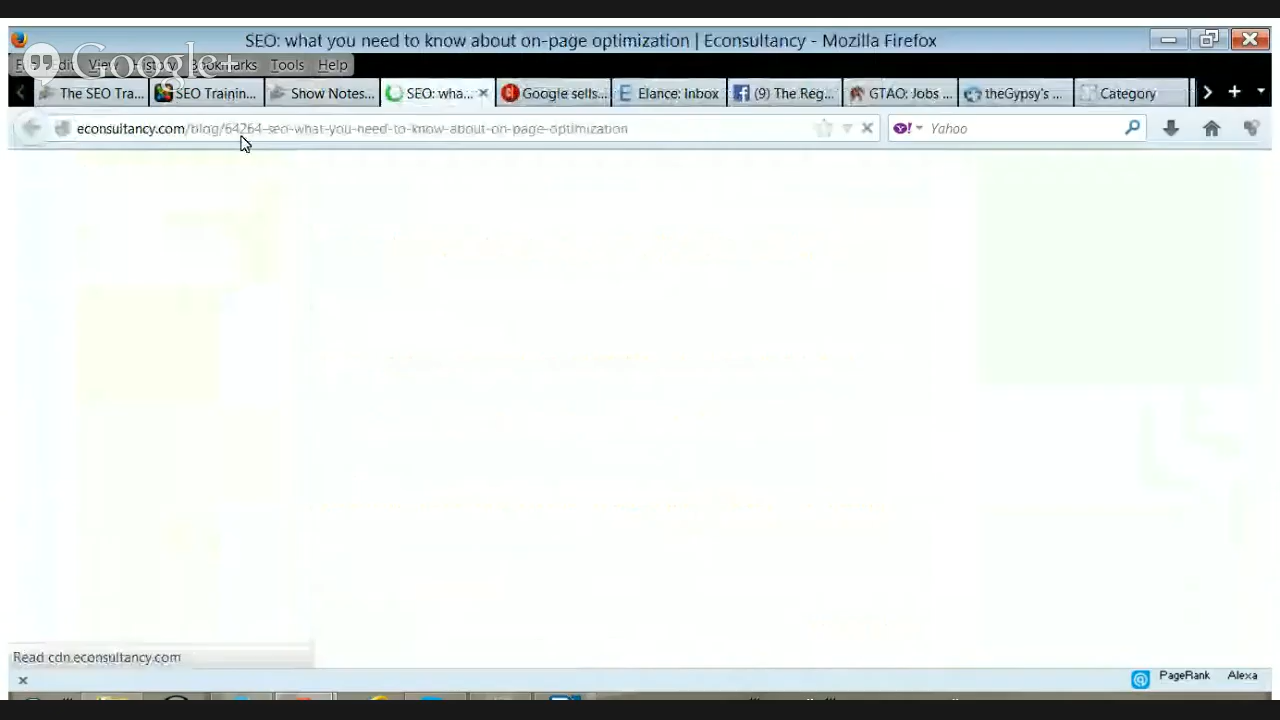 SEO: what you need to know about on-page optimization | Econsultancy - Mozilla Firefox
Google+
Bookmarks Tools Help
The SEO Tra... SEO Trainin... Show Notes... SEO: wha... Google sells... Elance: Inbox (9) The Reg... GTAO: Jobs ... theGypsy's ... Category
econsultancy.com/blog/64264-seo-what-you-need-to-know-about-on-page-optimization Yahoo
Read cdn.econsultancy.com
PageRank Alexa